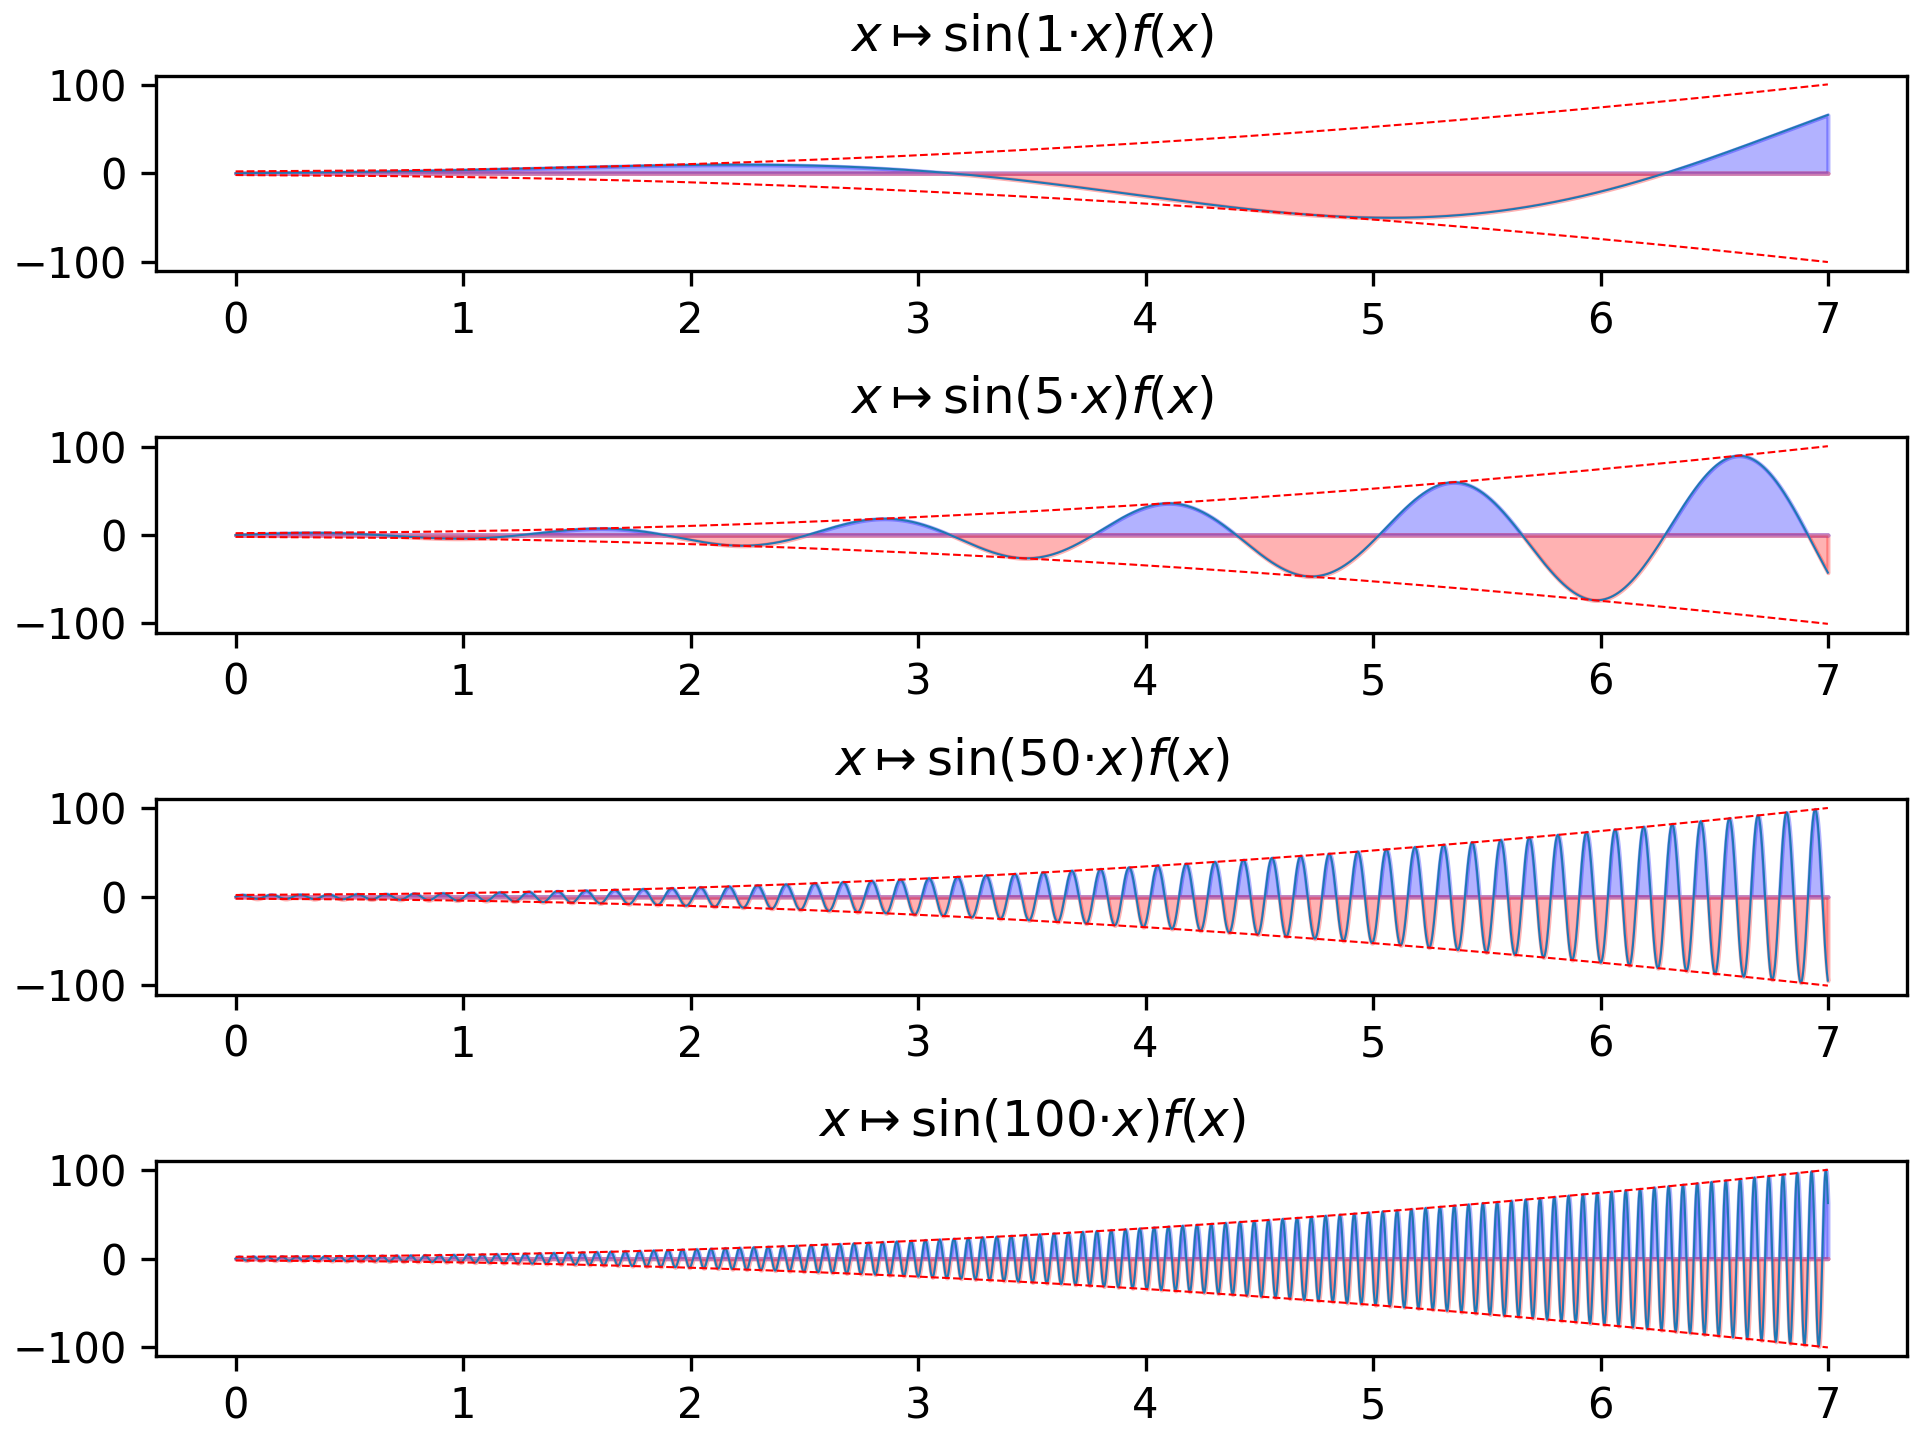 x ↦ sin(1·x)f(x)
100
0
−100
0 1 2 3 4 5 6 7
x ↦ sin(5·x)f(x)
100
0
−100
0 1 2 3 4 5 6 7
x ↦ sin(50·x)f(x)
100
0
−100
0 1 2 3 4 5 6 7
x ↦ sin(100·x)f(x)
100
0
−100
0 1 2 3 4 5 6 7